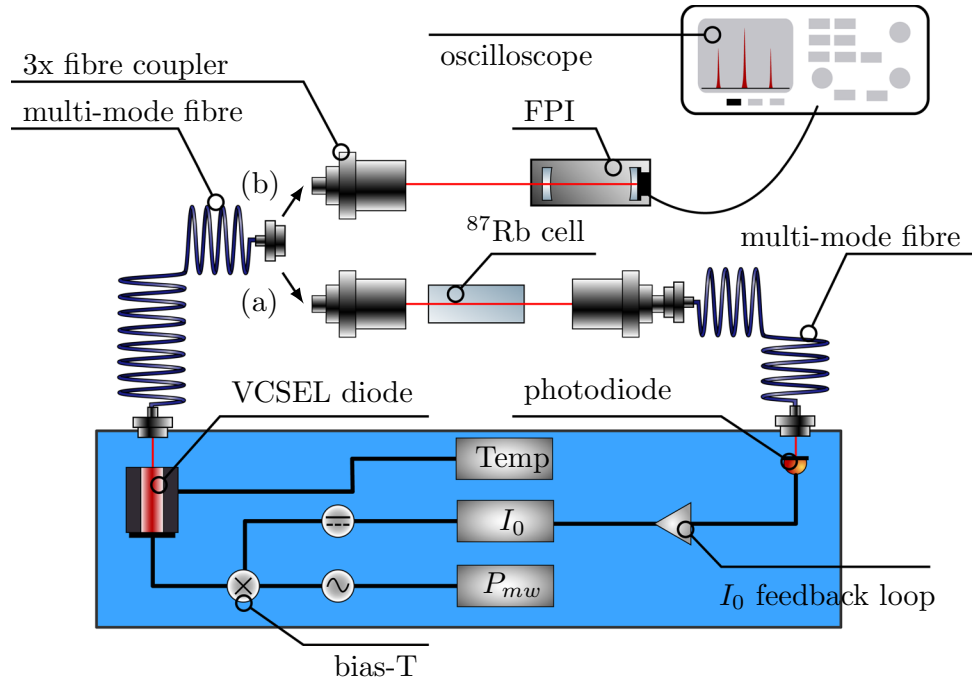 oscilloscope
3x fibre coupler
multi-mode fibre
FPI
(b)
⁸⁷Rb cell
multi-mode fibre
(a)
VCSEL diode
photodiode
Temp
I₀
Pₘw
I₀ feedback loop
bias-T